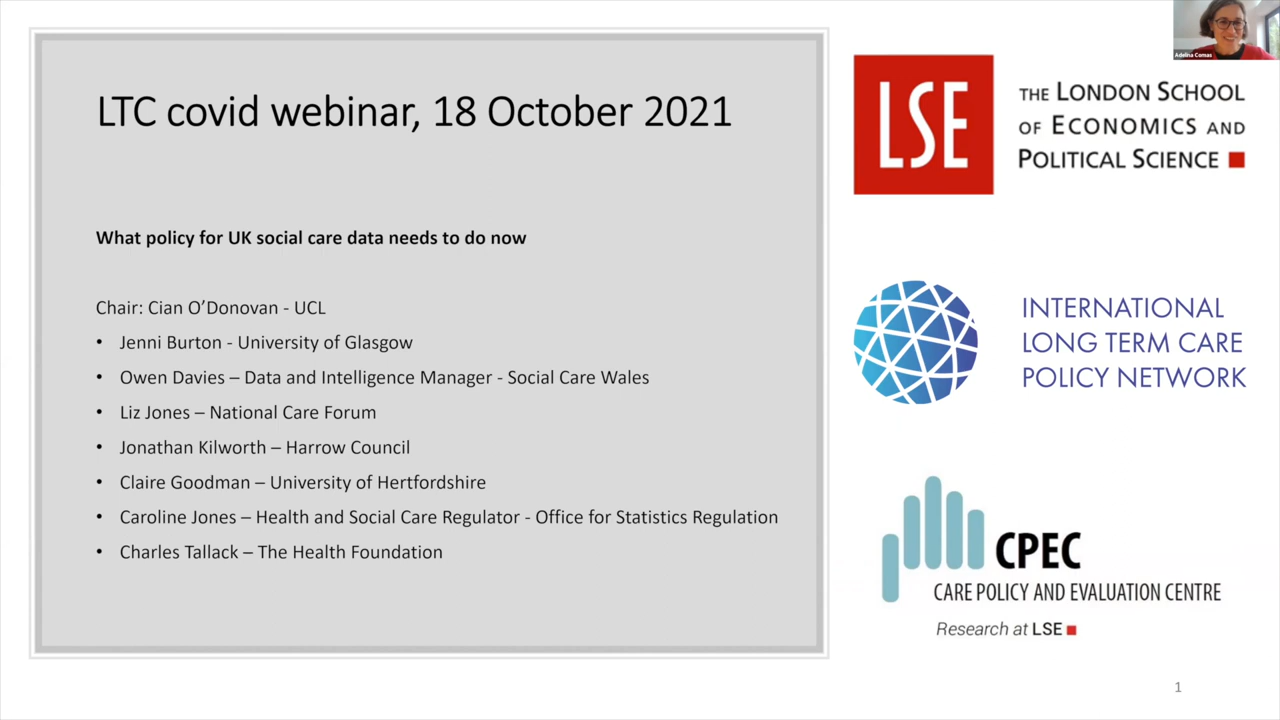 LTC covid webinar, 18 October 2021
What policy for UK social care data needs to do now
Chair: Cian O’Donovan - UCL
• Jenni Burton - University of Glasgow
• Owen Davies – Data and Intelligence Manager - Social Care Wales
• Liz Jones – National Care Forum
• Jonathan Kilworth – Harrow Council
• Claire Goodman – University of Hertfordshire
• Caroline Jones – Health and Social Care Regulator - Office for Statistics Regulation
• Charles Tallack – The Health Foundation
Adelina Comas
LSE
THE LONDON SCHOOL
OF ECONOMICS AND
POLITICAL SCIENCE
INTERNATIONAL
LONG TERM CARE
POLICY NETWORK
CPEC
CARE POLICY AND EVALUATION CENTRE
Research at LSE
1